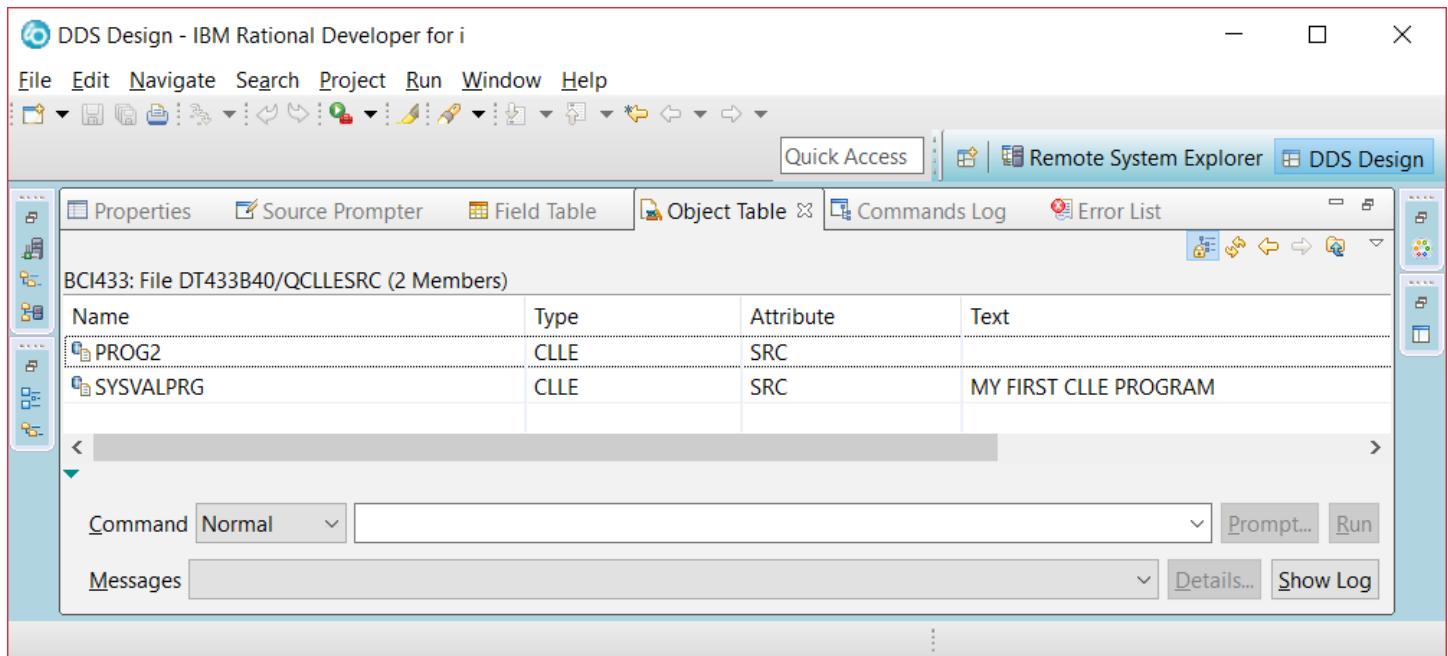 DDS Design - IBM Rational Developer for i
File Edit Navigate Search Project Run Window Help
Quick Access Remote System Explorer DDS Design
Properties Source Prompter Field Table Object Table Commands Log Error List
BCI433: File DT433B40/QCLLESRC (2 Members)
Name Type Attribute Text
PROG2 CLLE SRC
SYSVALPRG CLLE SRC MY FIRST CLLE PROGRAM
Command Normal Prompt... Run
Messages Details... Show Log